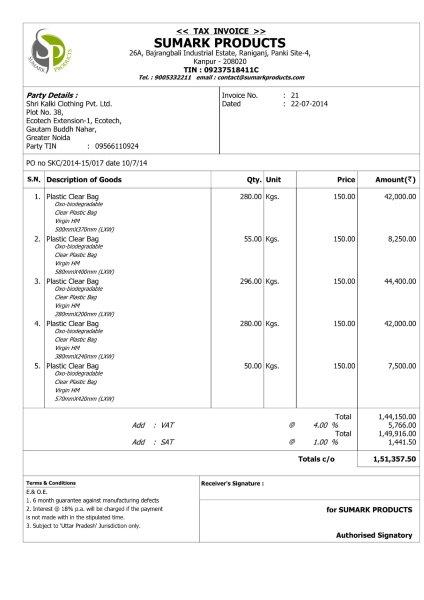 SUMARK PRODUCTS
<< TAX INVOICE >>
SUMARK PRODUCTS
26A, Bajrangbali Industrial Estate, Raniganj, Panki Site-4,
Kanpur - 208020
TIN : 09237518411C
Tel. : 9005332211 email : contact@sumarkproducts.com
Party Details :
Shri Kalki Clothing Pvt. Ltd.
Plot No. 38,
Ecotech Extension-1, Ecotech,
Gautam Buddh Nahar,
Greater Noida
Party TIN : 09566110924
Invoice No. : 21
Dated : 22-07-2014
PO no SKC/2014-15/017 date 10/7/14
S.N. Description of Goods Qty. Unit Price Amount(₹)
1. Plastic Clear Bag 280.00 Kgs. 150.00 42,000.00
Oxo-biodegradable
Clear Plastic Bag
Virgin HM
500mmX370mm (LXW)
2. Plastic Clear Bag 55.00 Kgs. 150.00 8,250.00
Oxo-biodegradable
Clear Plastic Bag
Virgin HM
580mmX400mm (LXW)
3. Plastic Clear Bag 296.00 Kgs. 150.00 44,400.00
Oxo-biodegradable
Clear Plastic Bag
Virgin HM
280mmX200mm (LXW)
4. Plastic Clear Bag 280.00 Kgs. 150.00 42,000.00
Oxo-biodegradable
Clear Plastic Bag
Virgin HM
380mmX240mm (LXW)
5. Plastic Clear Bag 50.00 Kgs. 150.00 7,500.00
Oxo-biodegradable
Clear Plastic Bag
Virgin HM
570mmX420mm (LXW)
Total 1,44,150.00
Add : VAT @ 4.00 % 5,766.00
Total 1,49,916.00
Add : SAT @ 1.00 % 1,441.50
Totals c/o 1,51,357.50
Terms & Conditions
E.& O.E.
1. 6 month guarantee against manufacturing defects
2. Interest @ 18% p.a. will be charged if the payment
is not made with in the stipulated time.
3. Subject to 'Uttar Pradesh' Jurisdiction only.
Receiver's Signature :
for SUMARK PRODUCTS
Authorised Signatory